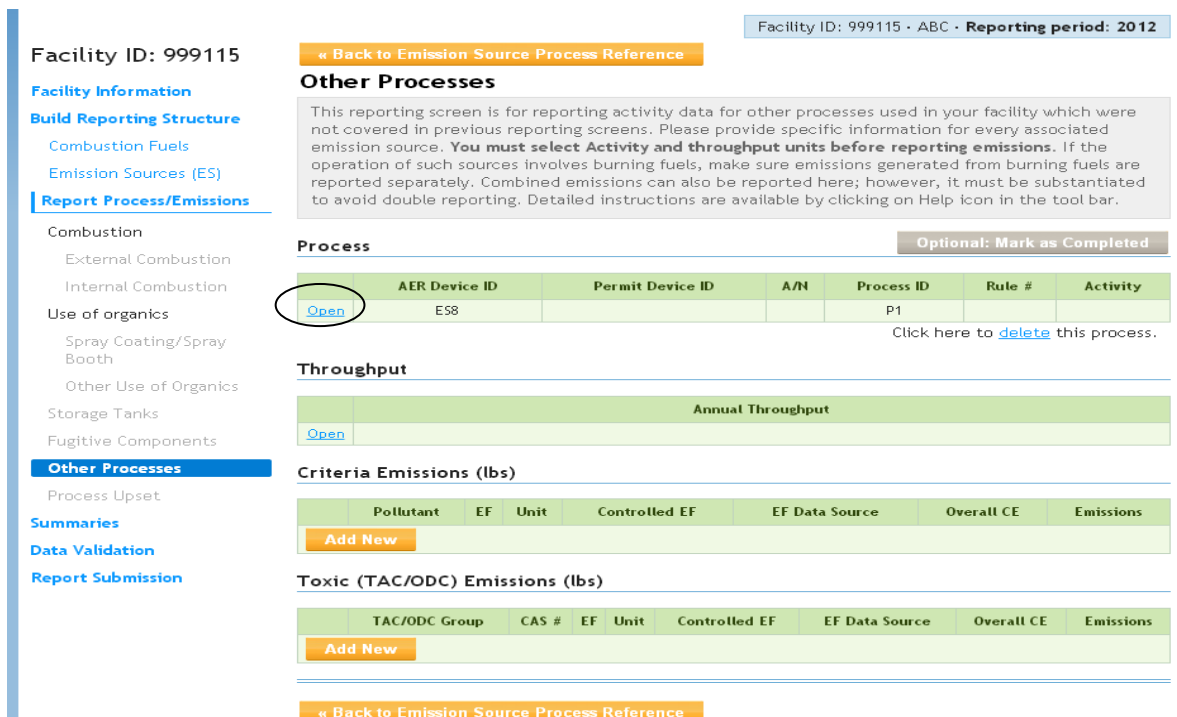 Facility ID: 999115 · ABC · Reporting period: 2012
Facility ID: 999115
Facility Information
Build Reporting Structure
Combustion Fuels
Emission Sources (ES)
Report Process/Emissions
Combustion
External Combustion
Internal Combustion
Use of organics
Spray Coating/Spray
Booth
Other Use of Organics
Storage Tanks
Fugitive Components
Other Processes
Process Upset
Summaries
Data Validation
Report Submission
« Back to Emission Source Process Reference
Other Processes
This reporting screen is for reporting activity data for other processes used in your facility which were
not covered in previous reporting screens. Please provide specific information for every associated
emission source. You must select Activity and throughput units before reporting emissions. If the
operation of such sources involves burning fuels, make sure emissions generated from burning fuels are
reported separately. Combined emissions can also be reported here; however, it must be substantiated
to avoid double reporting. Detailed instructions are available by clicking on Help icon in the tool bar.
Process
Optional: Mark as Completed
AER Device ID Permit Device ID A/N Process ID Rule # Activity
Open ES8 P1
Click here to delete this process.
Throughput
Annual Throughput
Open
Criteria Emissions (lbs)
Pollutant EF Unit Controlled EF EF Data Source Overall CE Emissions
Add New
Toxic (TAC/ODC) Emissions (lbs)
TAC/ODC Group CAS # EF Unit Controlled EF EF Data Source Overall CE Emissions
Add New
« Back to Emission Source Process Reference